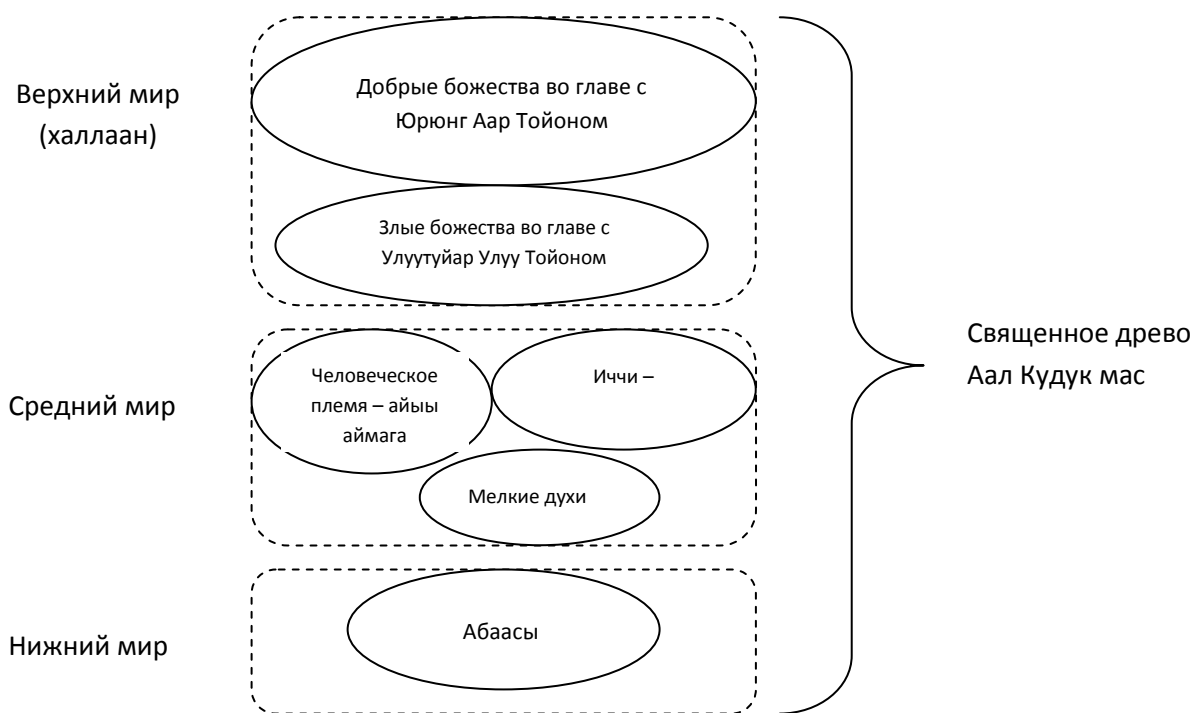 Верхний мир
(халлаан)
Добрые божества во главе с
Юрюнг Аар Тойоном
Злые божества во главе с
Улуутуйар Улуу Тойоном
Средний мир
Человеческое
племя – айыы
аймага
Иччи –
Мелкие духи
Нижний мир
Абаасы
Священное древо
Аал Кудук мас